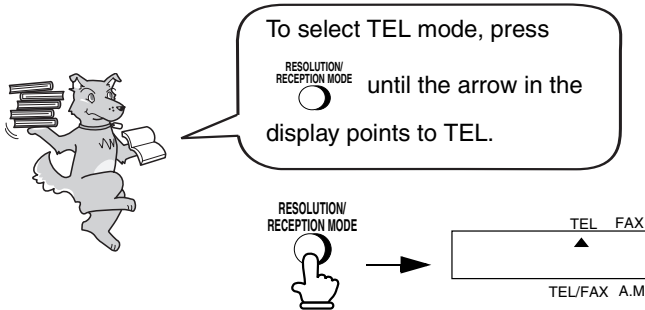 To select TEL mode, press
RESOLUTION/
RECEPTION MODE
until the arrow in the
display points to TEL.
RESOLUTION/
RECEPTION MODE
TEL FAX
TEL/FAX A.M